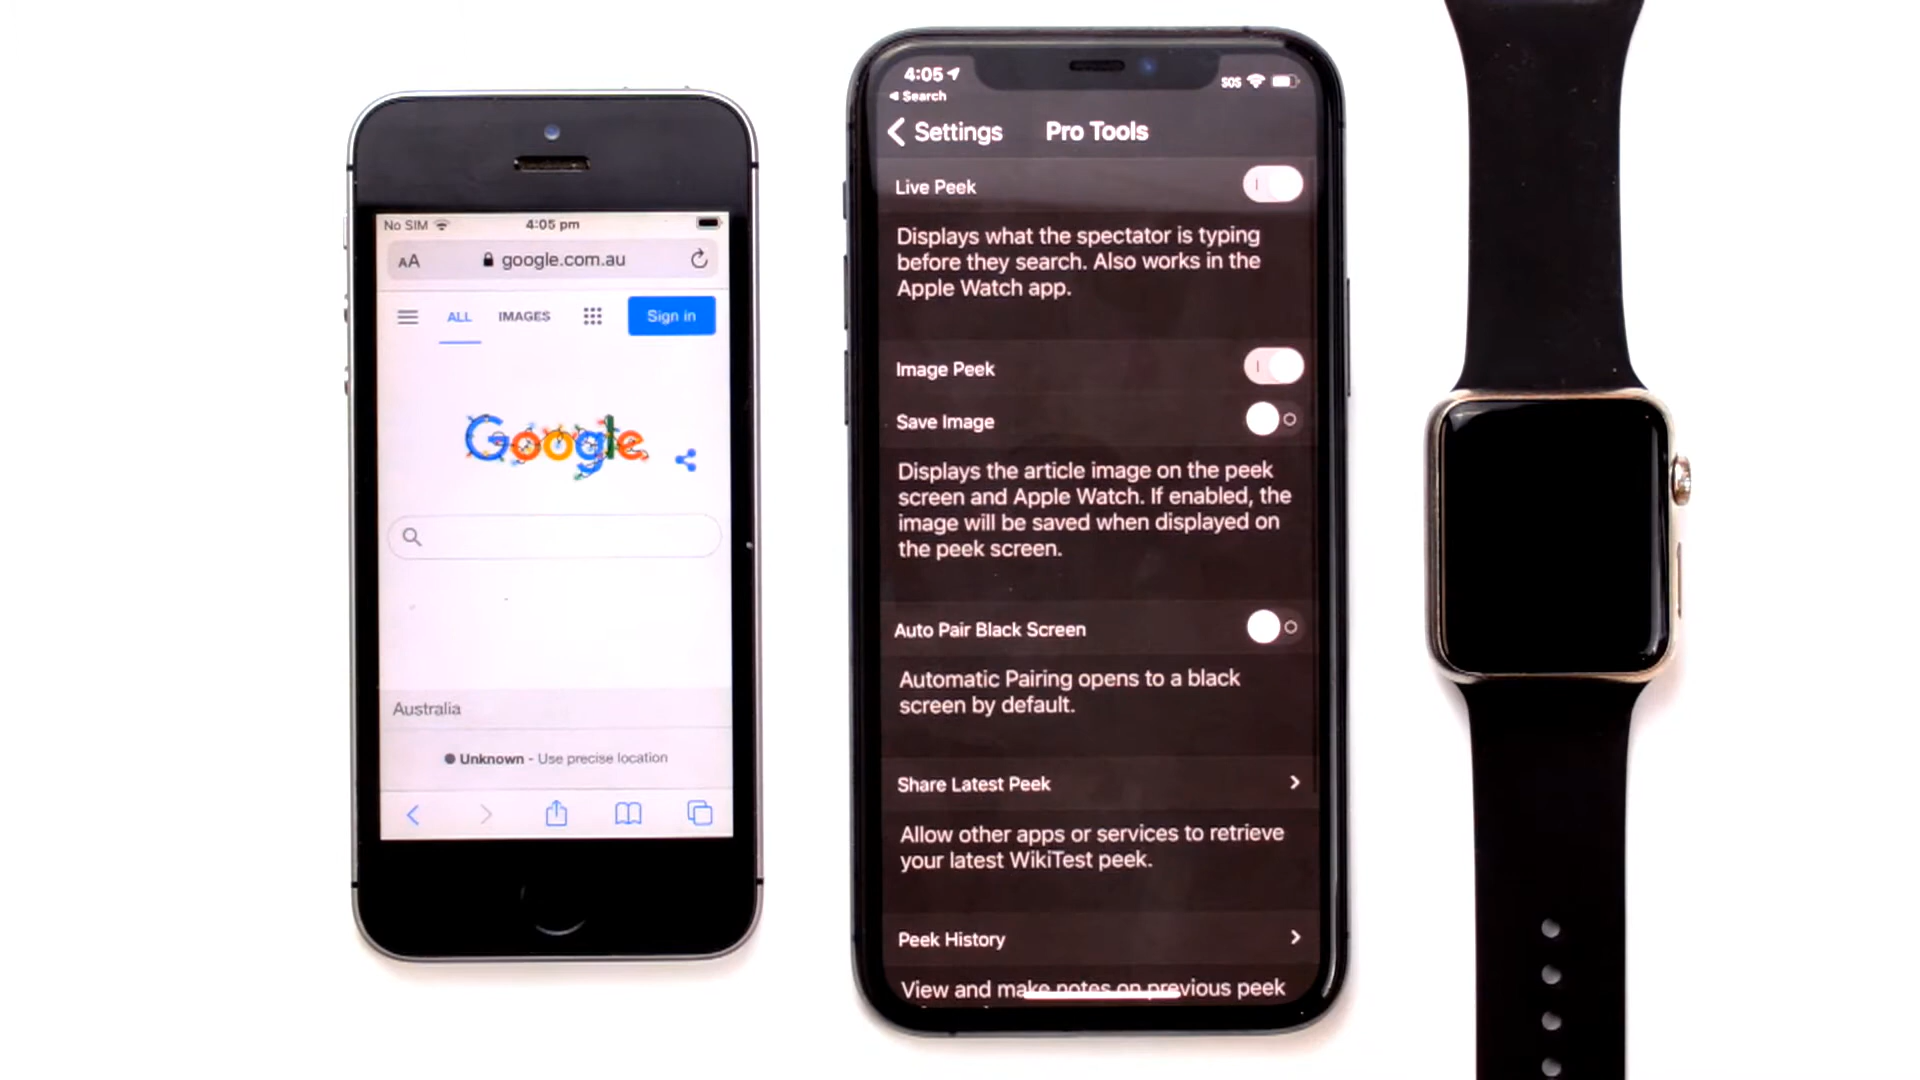 No SIM 4:05 pm
AA google.com.au
ALL IMAGES Sign in
Google
Australia
Unknown - Use precise location
4:05 SOS
Search
Settings Pro Tools
Live Peek
Displays what the spectator is typing
before they search. Also works in the
Apple Watch app.
Image Peek
Save Image
Displays the article image on the peek
screen and Apple Watch. If enabled, the
image will be saved when displayed on
the peek screen.
Auto Pair Black Screen
Automatic Pairing opens to a black
screen by default.
Share Latest Peek
Allow other apps or services to retrieve
your latest WikiTest peek.
Peek History
View and make notes on previous peek